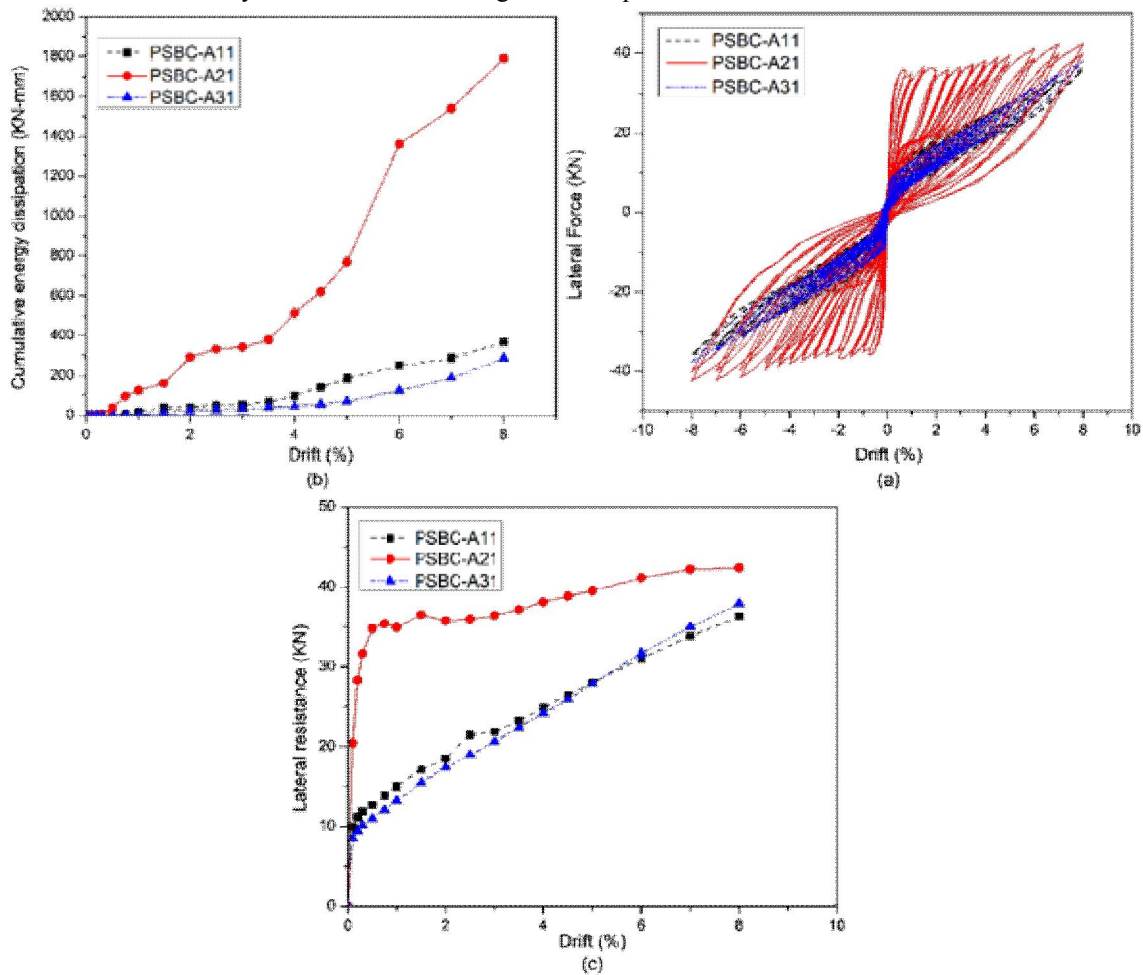 2000
1800
1600
1400
1200
1000
800
600
400
200
0
Cumulative energy dissipation (KN-mm)
PSBC-A11
PSBC-A21
PSBC-A31
0 2 4 6 8
Drift (%)
(b)
40
20
0
-20
-40
Lateral Force (KN)
PSBC-A11
PSBC-A21
PSBC-A31
-10 -8 -6 -4 -2 0 2 4 6 8 10
Drift (%)
(a)
50
40
30
20
10
0
Lateral resistance (KN)
PSBC-A11
PSBC-A21
PSBC-A31
0 2 4 6 8 10
Drift (%)
(c)